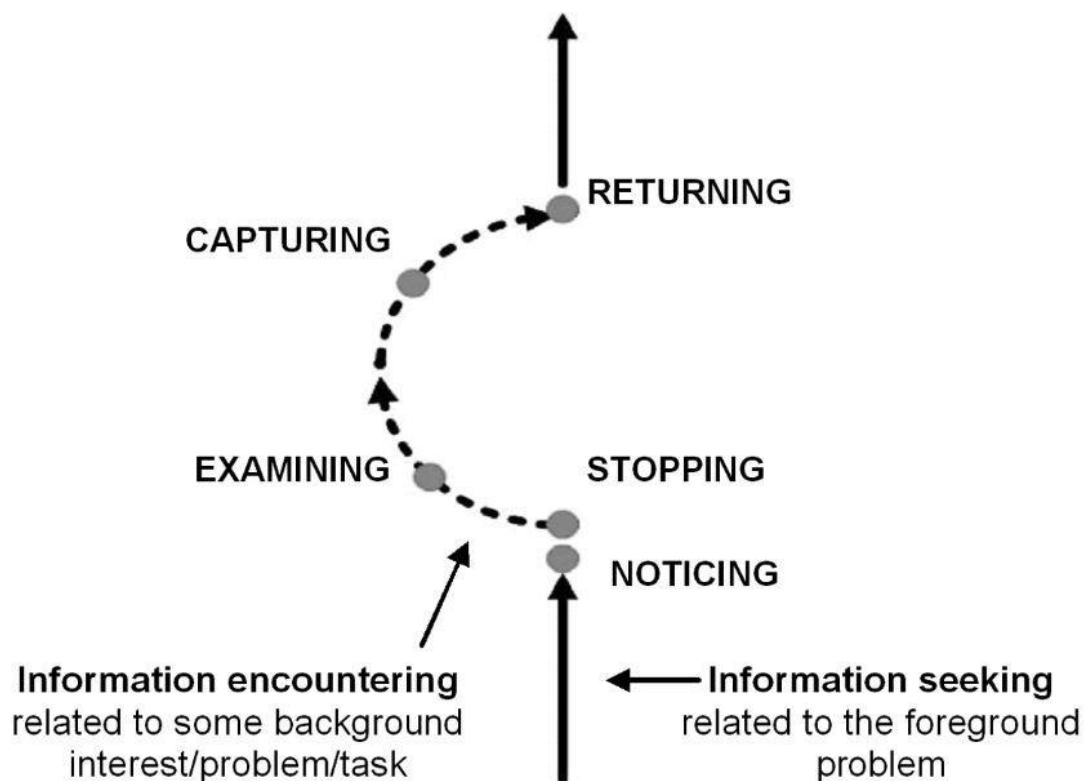 RETURNING
CAPTURING
EXAMINING
STOPPING
NOTICING
Information encountering
related to some background
interest/problem/task
Information seeking
related to the foreground
problem